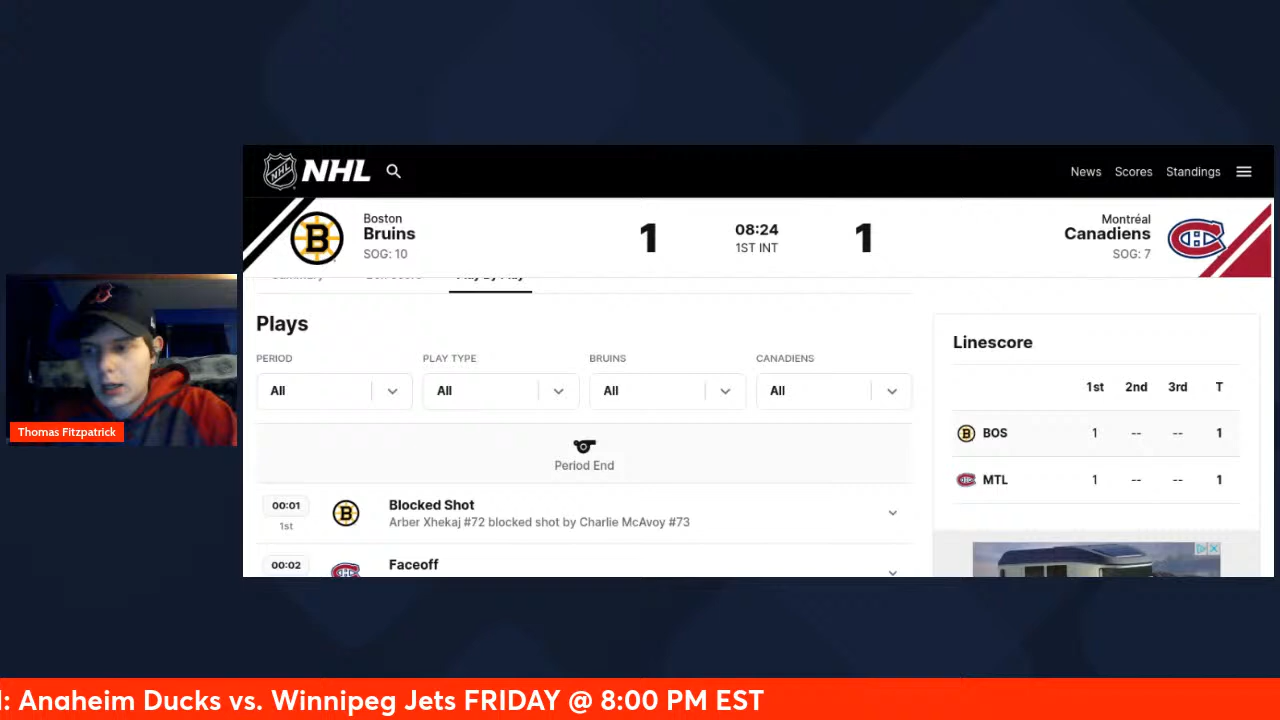 NHL
News Scores Standings
Boston
Bruins
SOG: 10
1
08:24
1ST INT
1
Montréal
Canadiens
SOG: 7
Plays
PERIOD PLAY TYPE BRUINS CANADIENS
All All All All
Period End
00:01
1st
Blocked Shot
Arber Xhekaj #72 blocked shot by Charlie McAvoy #73
00:02
Faceoff
Linescore
1st 2nd 3rd T
BOS 1 -- -- 1
MTL 1 -- -- 1
Thomas Fitzpatrick
: Anaheim Ducks vs. Winnipeg Jets FRIDAY @ 8:00 PM EST